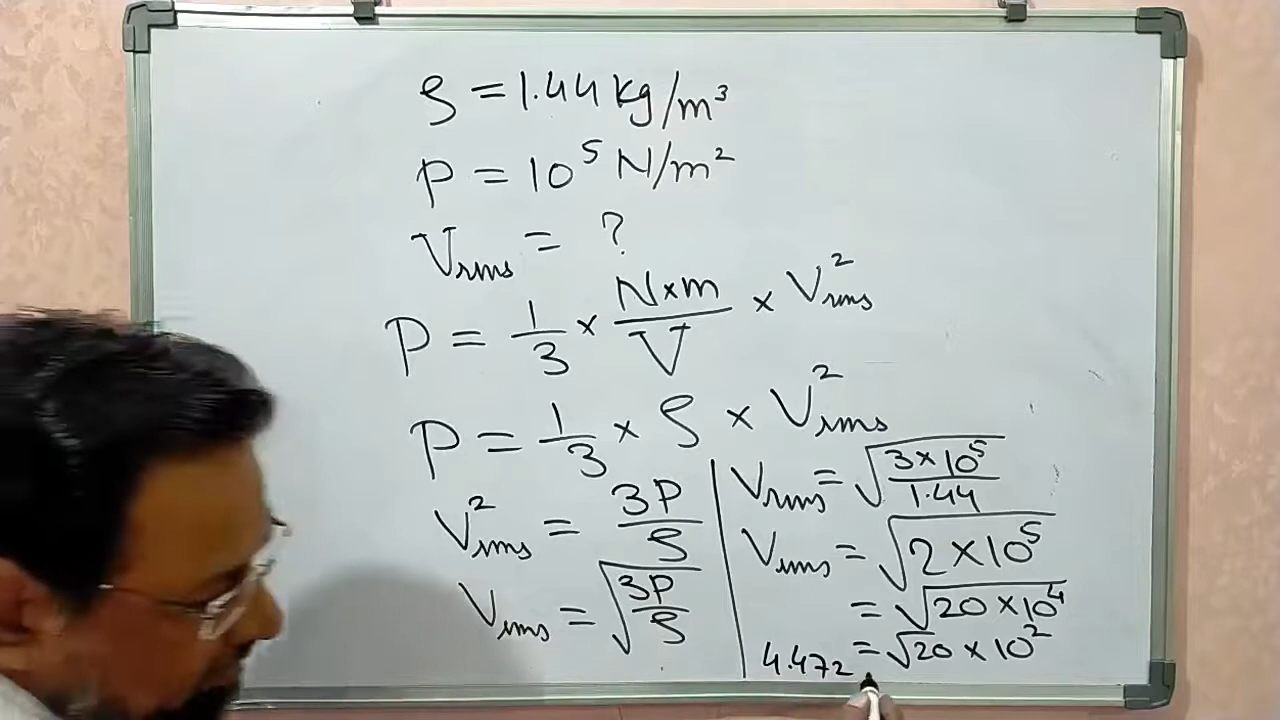 ρ = 1.44 kg/m³
P = 10⁵ N/m²
Vrms = ?
P = 1/3 × N×m/V × V²rms
P = 1/3 × ρ × V²rms
V²rms = 3P/ρ
Vrms = √(3P/ρ)
Vrms = √(3×10⁵/1.44)
Vrms = √(2×10⁵)
= √(20×10⁴)
= √20 × 10²
4.472